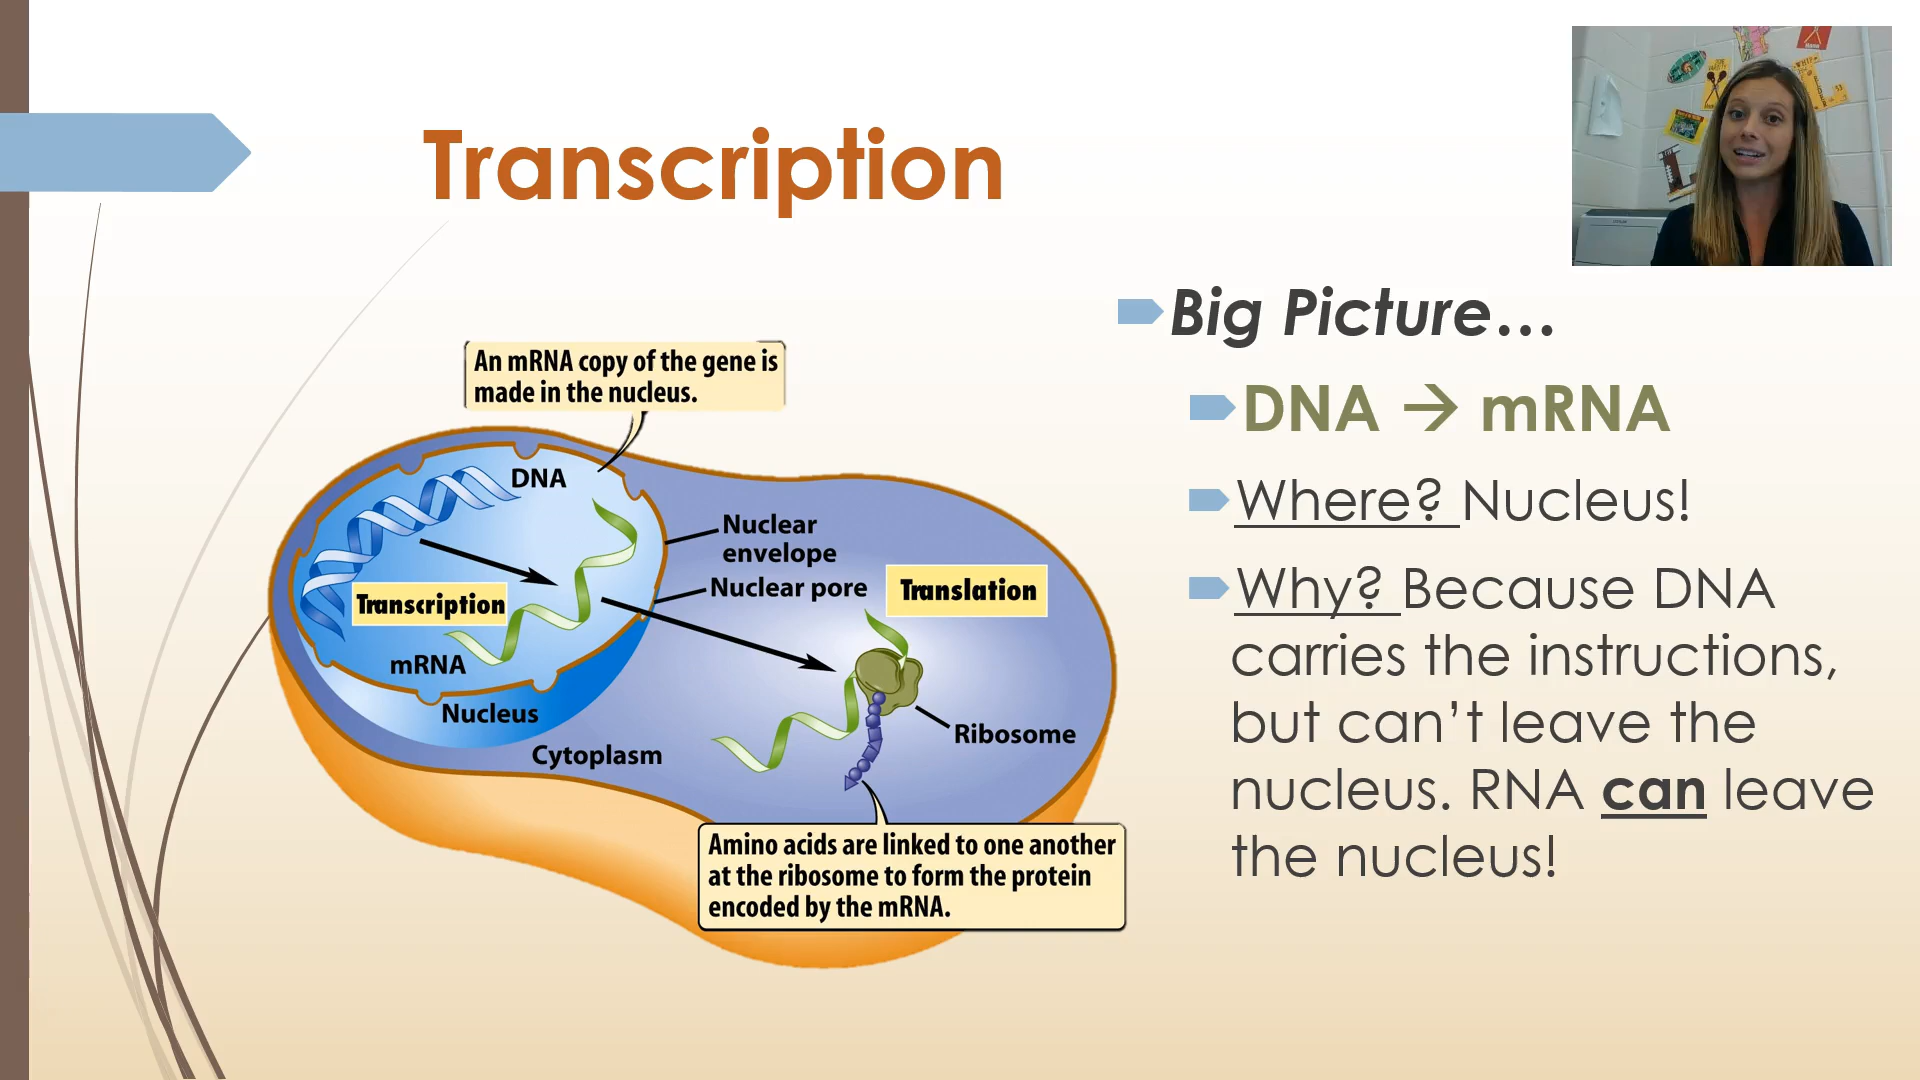 Transcription
An mRNA copy of the gene is
made in the nucleus.
DNA
Nuclear
envelope
Nuclear pore
Transcription
Translation
mRNA
Nucleus
Cytoplasm
Ribosome
Amino acids are linked to one another
at the ribosome to form the protein
encoded by the mRNA.
Big Picture…
DNA → mRNA
Where? Nucleus!
Why? Because DNA
carries the instructions,
but can’t leave the
nucleus. RNA can leave
the nucleus!